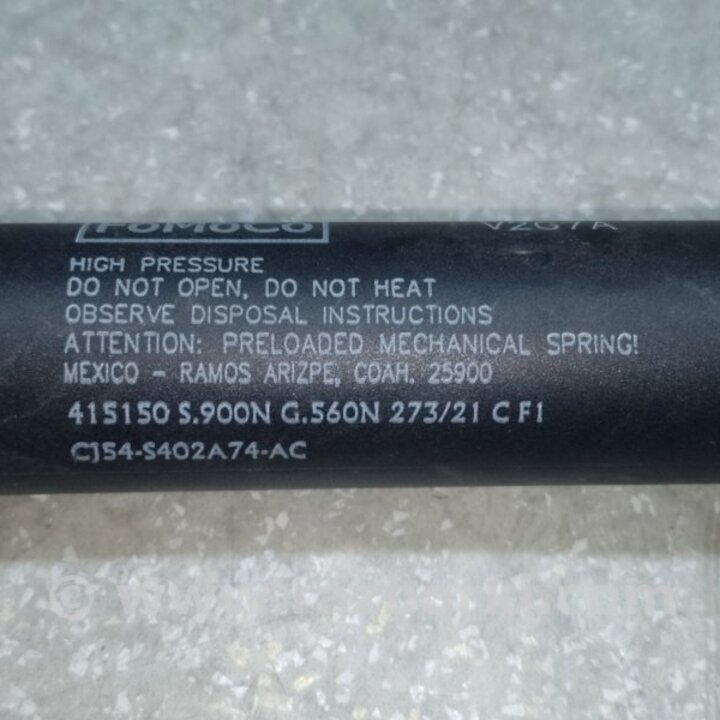 FoMoCo
V2G7A
HIGH PRESSURE
DO NOT OPEN, DO NOT HEAT
OBSERVE DISPOSAL INSTRUCTIONS
ATTENTION: PRELOADED MECHANICAL SPRING!
MEXICO - RAMOS ARIZPE, COAH. 25900
415150 S.900N G.560N 273/21 C F1
CJ54-S402A74-AC